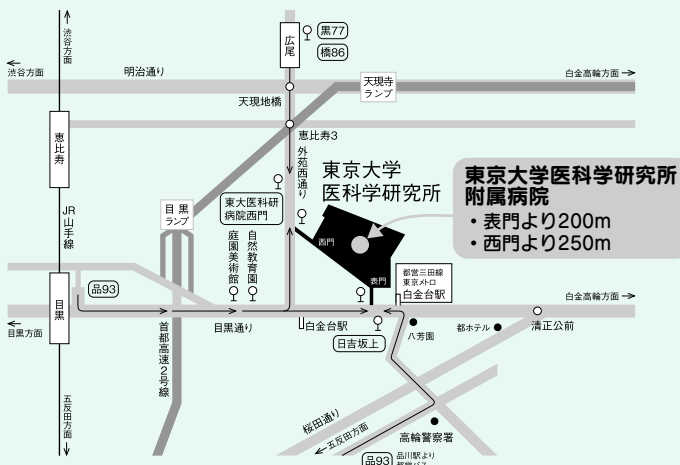 渋谷方面
広尾
黒77
橋86
渋谷方面
明治通り
天現寺
ランプ
白金高輪方面
天現地橋
恵比寿
恵比寿3
外苑西通り
東京大学
医科学研究所
東京大学医科学研究所
附属病院
・表門より200m
・西門より250m
JR山手線
目黒
ランプ
東大医科研
病院西門
西門
庭園美術館
自然教育園
表門
都営三田線
東京メトロ
白金台駅
品93
目黒
白金高輪方面
目黒方面
目黒通り
白金台駅
日吉坂上
八芳園
都ホテル
清正公前
首都高速2号線
五反田方面
桜田通り
五反田方面
高輪警察署
品93
品川駅より
都営バス